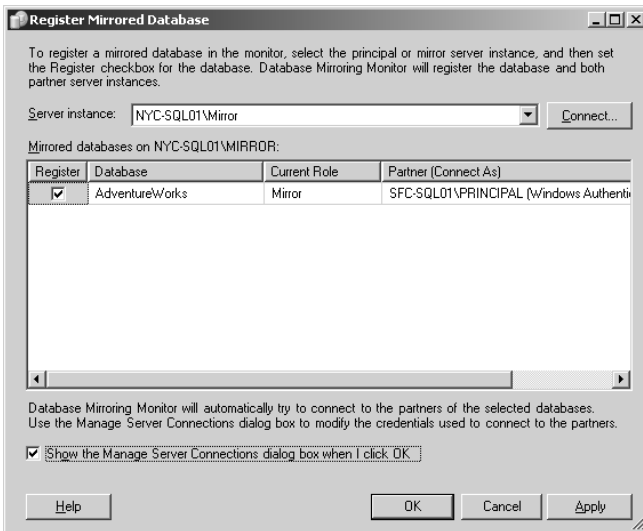 Register Mirrored Database
To register a mirrored database in the monitor, select the principal or mirror server instance, and then set
the Register checkbox for the database. Database Mirroring Monitor will register the database and both
partner server instances.
Server instance: NYC-SQL01\Mirror Connect...
Mirrored databases on NYC-SQL01\MIRROR:
Register Database Current Role Partner (Connect As)
AdventureWorks Mirror SFC-SQL01\PRINCIPAL (Windows Authenti
Database Mirroring Monitor will automatically try to connect to the partners of the selected databases.
Use the Manage Server Connections dialog box to modify the credentials used to connect to the partners.
Show the Manage Server Connections dialog box when I click OK
Help OK Cancel Apply